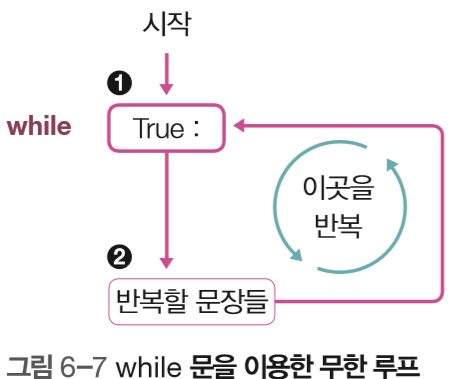 시작
❶
while True :
이곳을
반복
❷
반복할 문장들
그림 6-7 while 문을 이용한 무한 루프